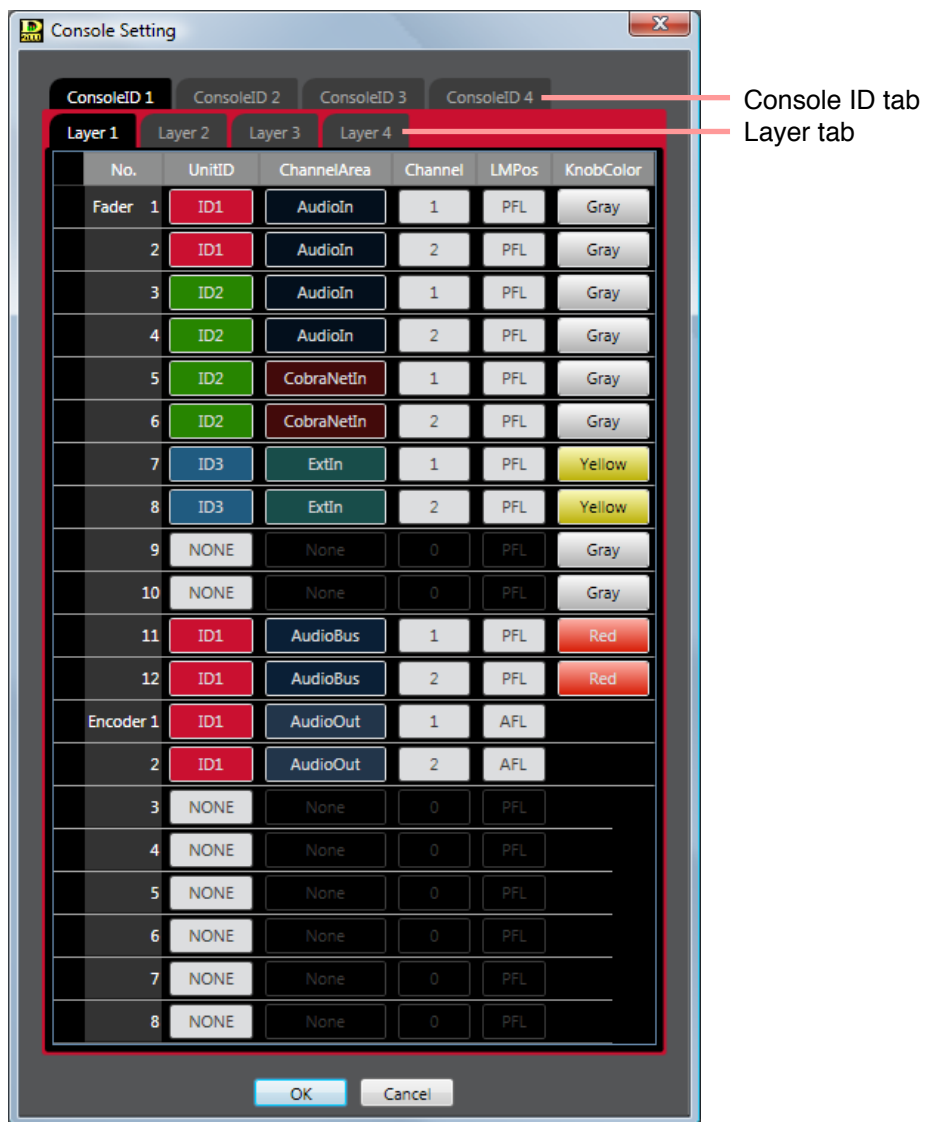 Console Setting
ConsoleID 1 ConsoleID 2 ConsoleID 3 ConsoleID 4 Console ID tab
Layer 1 Layer 2 Layer 3 Layer 4 Layer tab
No. UnitID ChannelArea Channel LMPos KnobColor
Fader 1 ID1 AudioIn 1 PFL Gray
2 ID1 AudioIn 2 PFL Gray
3 ID2 AudioIn 1 PFL Gray
4 ID2 AudioIn 2 PFL Gray
5 ID2 CobraNetIn 1 PFL Gray
6 ID2 CobraNetIn 2 PFL Gray
7 ID3 ExtIn 1 PFL Yellow
8 ID3 ExtIn 2 PFL Yellow
9 NONE None 0 PFL Gray
10 NONE None 0 PFL Gray
11 ID1 AudioBus 1 PFL Red
12 ID1 AudioBus 2 PFL Red
Encoder 1 ID1 AudioOut 1 AFL
2 ID1 AudioOut 2 AFL
3 NONE None 0 PFL
4 NONE None 0 PFL
5 NONE None 0 PFL
6 NONE None 0 PFL
7 NONE None 0 PFL
8 NONE None 0 PFL
OK Cancel